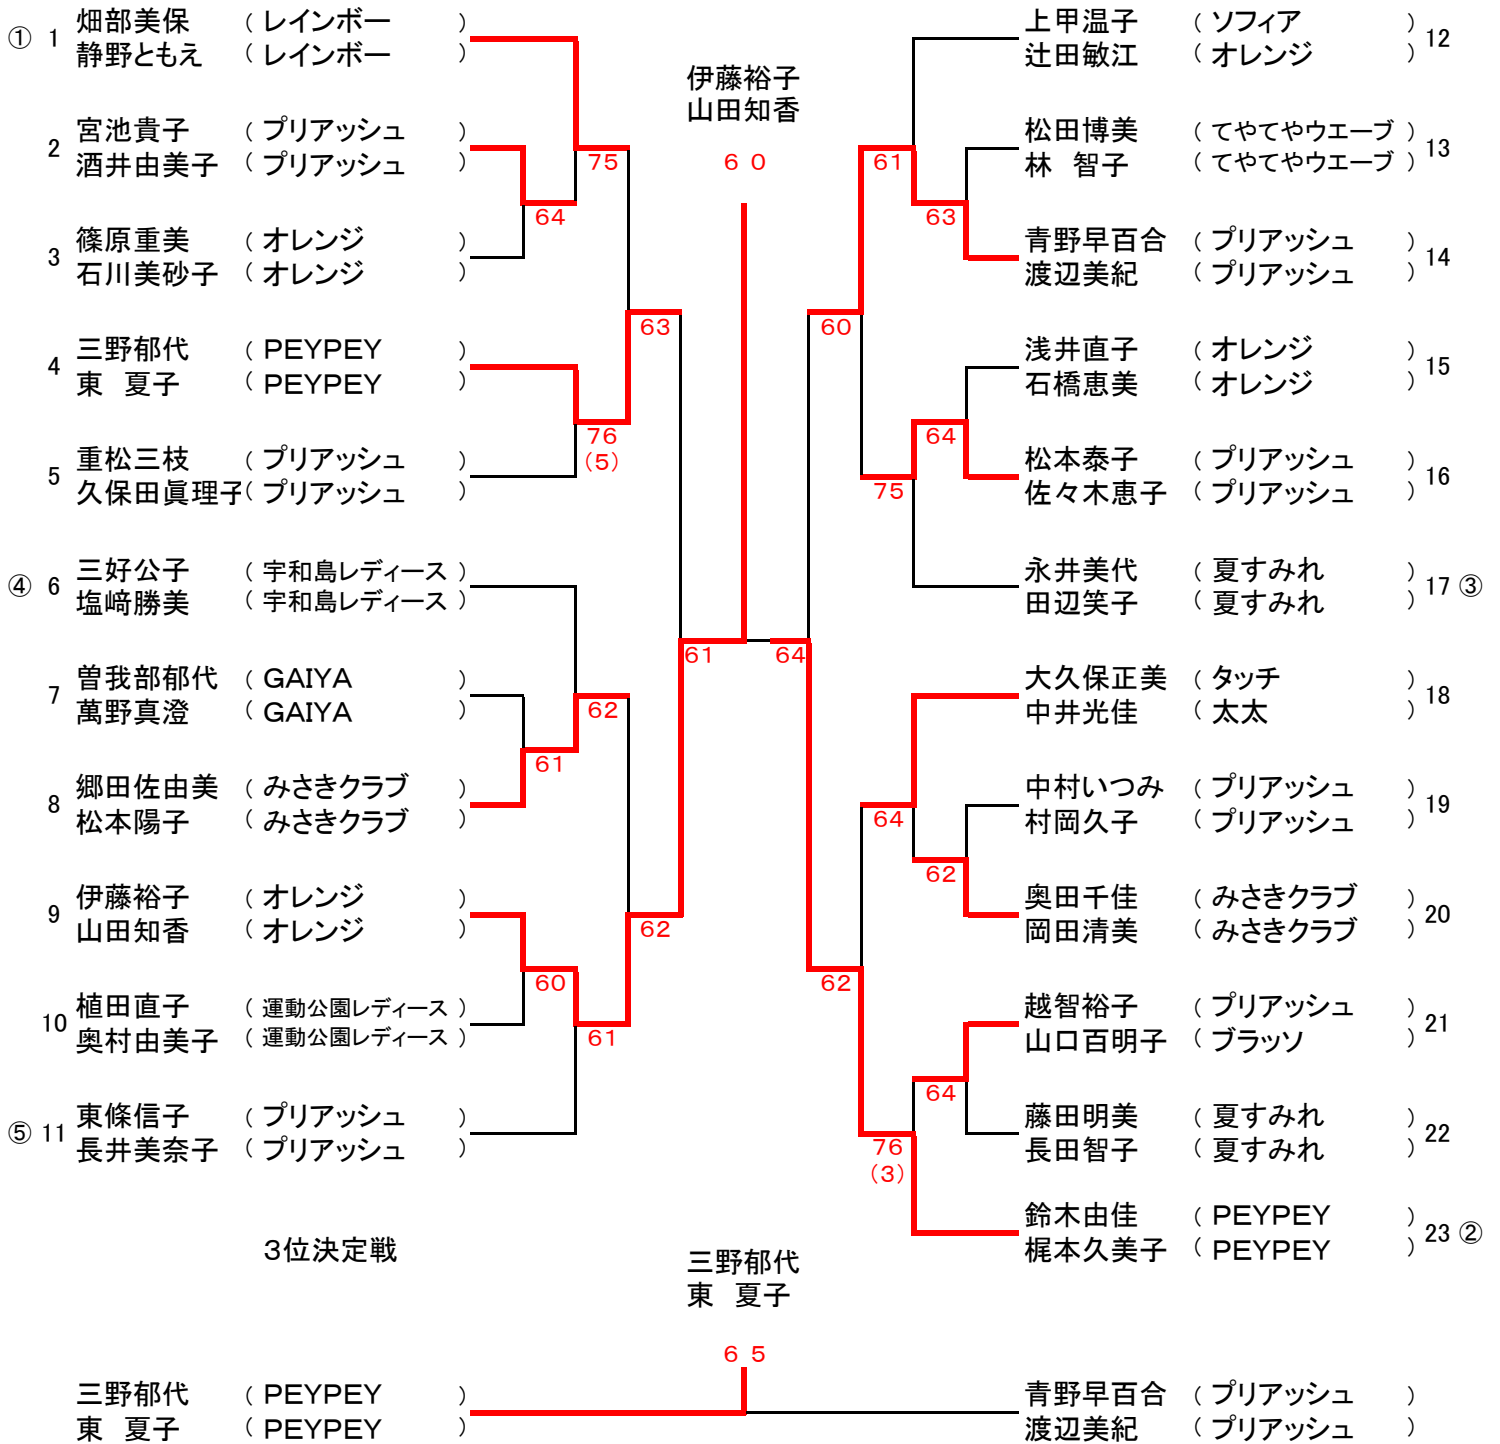 ① 1 畑部美保 ( レインボー )
静野ともえ ( レインボー )
2 宮池貴子 ( プリアッシュ )
酒井由美子 ( プリアッシュ )
75
64
3 篠原重美 ( オレンジ )
石川美砂子 ( オレンジ )
63
4 三野郁代 ( PEYPEY )
東 夏子 ( PEYPEY )
76
(5)
5 重松三枝 ( プリアッシュ )
久保田眞理子( プリアッシュ )
④ 6 三好公子 ( 宇和島レディース )
塩﨑勝美 ( 宇和島レディース )
61
7 曽我部郁代 ( GAIYA )
萬野真澄 ( GAIYA )
62
61
8 郷田佐由美 ( みさきクラブ )
松本陽子 ( みさきクラブ )
9 伊藤裕子 ( オレンジ )
山田知香 ( オレンジ )
62
60
10 植田直子 ( 運動公園レディース )
奥村由美子 ( 運動公園レディース )
61
⑤ 11 東條信子 ( プリアッシュ )
長井美奈子 ( プリアッシュ )
伊藤裕子
山田知香
6 0
上甲温子 ( ソフィア ) 12
辻田敏江 ( オレンジ )
松田博美 ( てやてやウエーブ ) 13
林 智子 ( てやてやウエーブ )
61
63
青野早百合 ( プリアッシュ ) 14
渡辺美紀 ( プリアッシュ )
60
浅井直子 ( オレンジ ) 15
石橋恵美 ( オレンジ )
64
松本泰子 ( プリアッシュ ) 16
佐々木恵子 ( プリアッシュ )
75
永井美代 ( 夏すみれ ) 17 ③
田辺笑子 ( 夏すみれ )
64
大久保正美 ( タッチ ) 18
中井光佳 ( 太太 )
中村いつみ ( プリアッシュ ) 19
村岡久子 ( プリアッシュ )
64
62
奥田千佳 ( みさきクラブ ) 20
岡田清美 ( みさきクラブ )
62
越智裕子 ( プリアッシュ ) 21
山口百明子 ( ブラッソ )
64
藤田明美 ( 夏すみれ ) 22
長田智子 ( 夏すみれ )
76
(3)
鈴木由佳 ( PEYPEY ) 23 ②
梶本久美子 ( PEYPEY )
3位決定戦
三野郁代
東 夏子
6 5
三野郁代 ( PEYPEY )
東 夏子 ( PEYPEY )
青野早百合 ( プリアッシュ )
渡辺美紀 ( プリアッシュ )